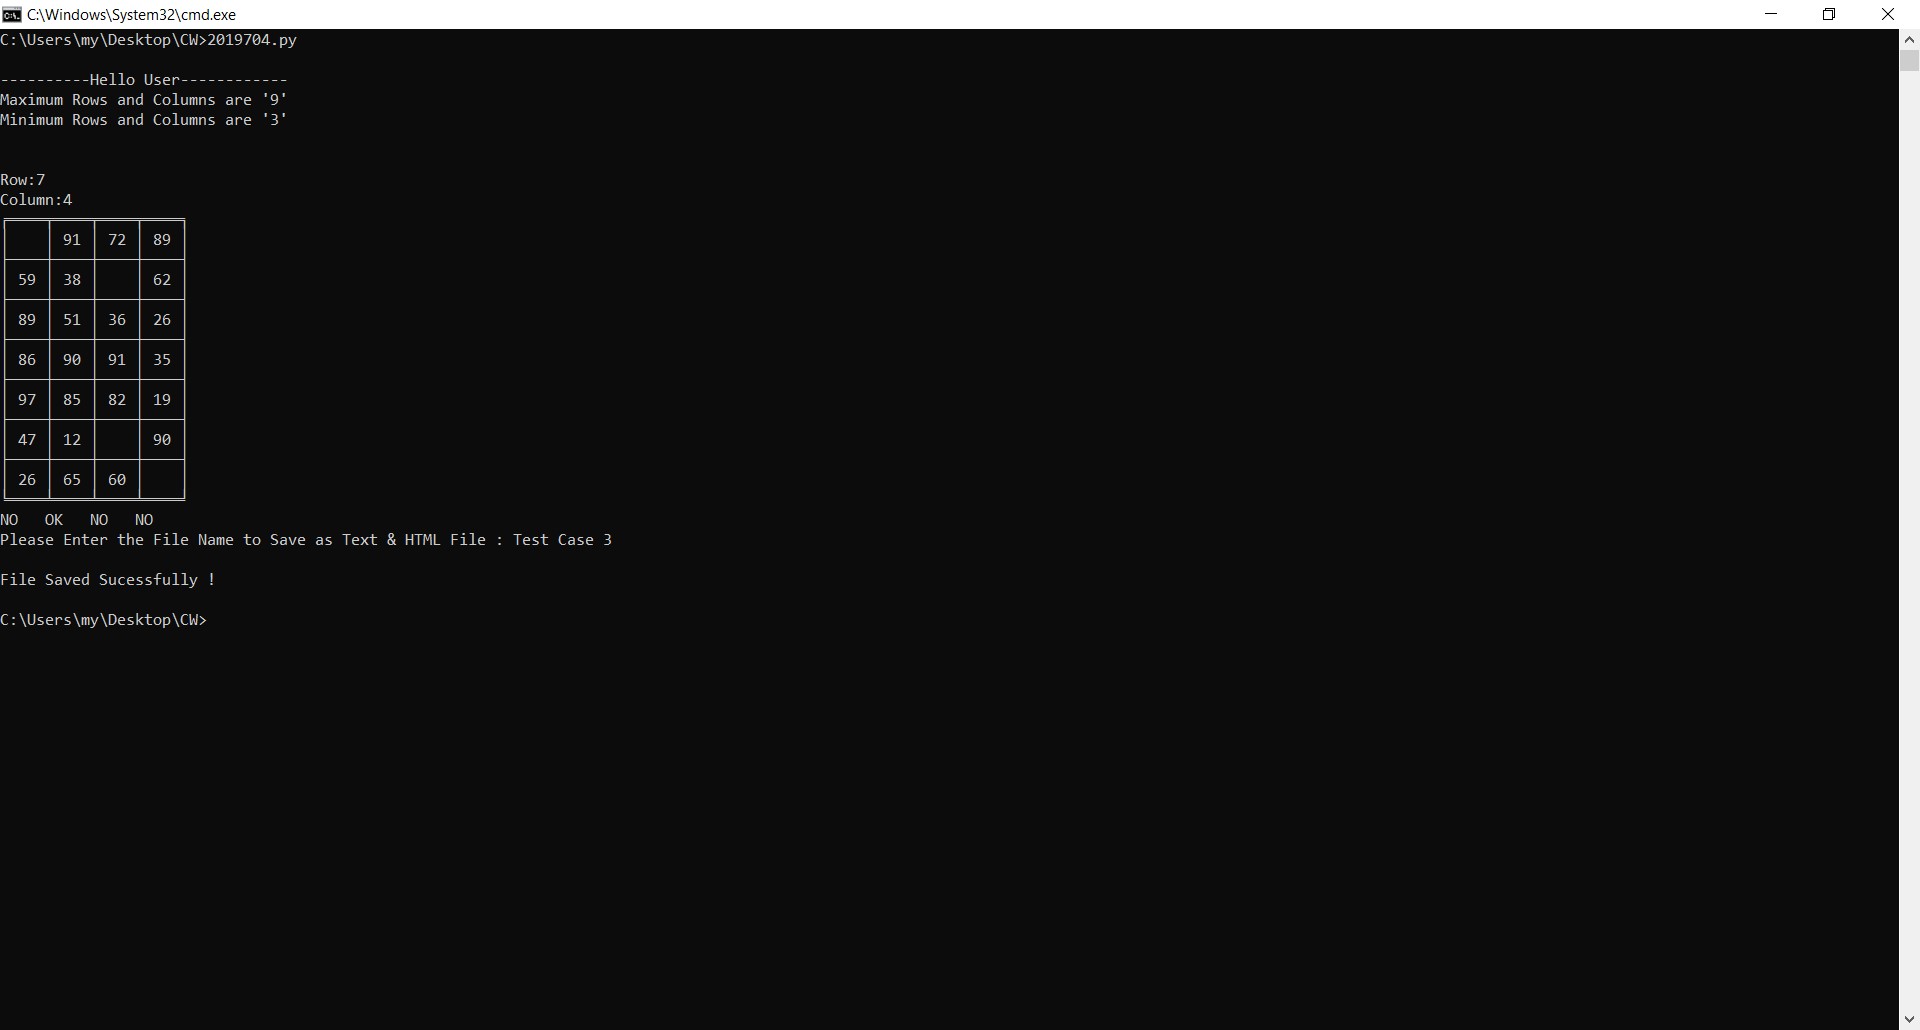 C:\Windows\System32\cmd.exe
C:\Users\my\Desktop\CW>2019704.py
----------Hello User------------
Maximum Rows and Columns are '9'
Minimum Rows and Columns are '3'
Row:7
Column:4
91 72 89
59 38 62
89 51 36 26
86 90 91 35
97 85 82 19
47 12 90
26 65 60
NO OK NO NO
Please Enter the File Name to Save as Text & HTML File : Test Case 3
File Saved Sucessfully !
C:\Users\my\Desktop\CW>